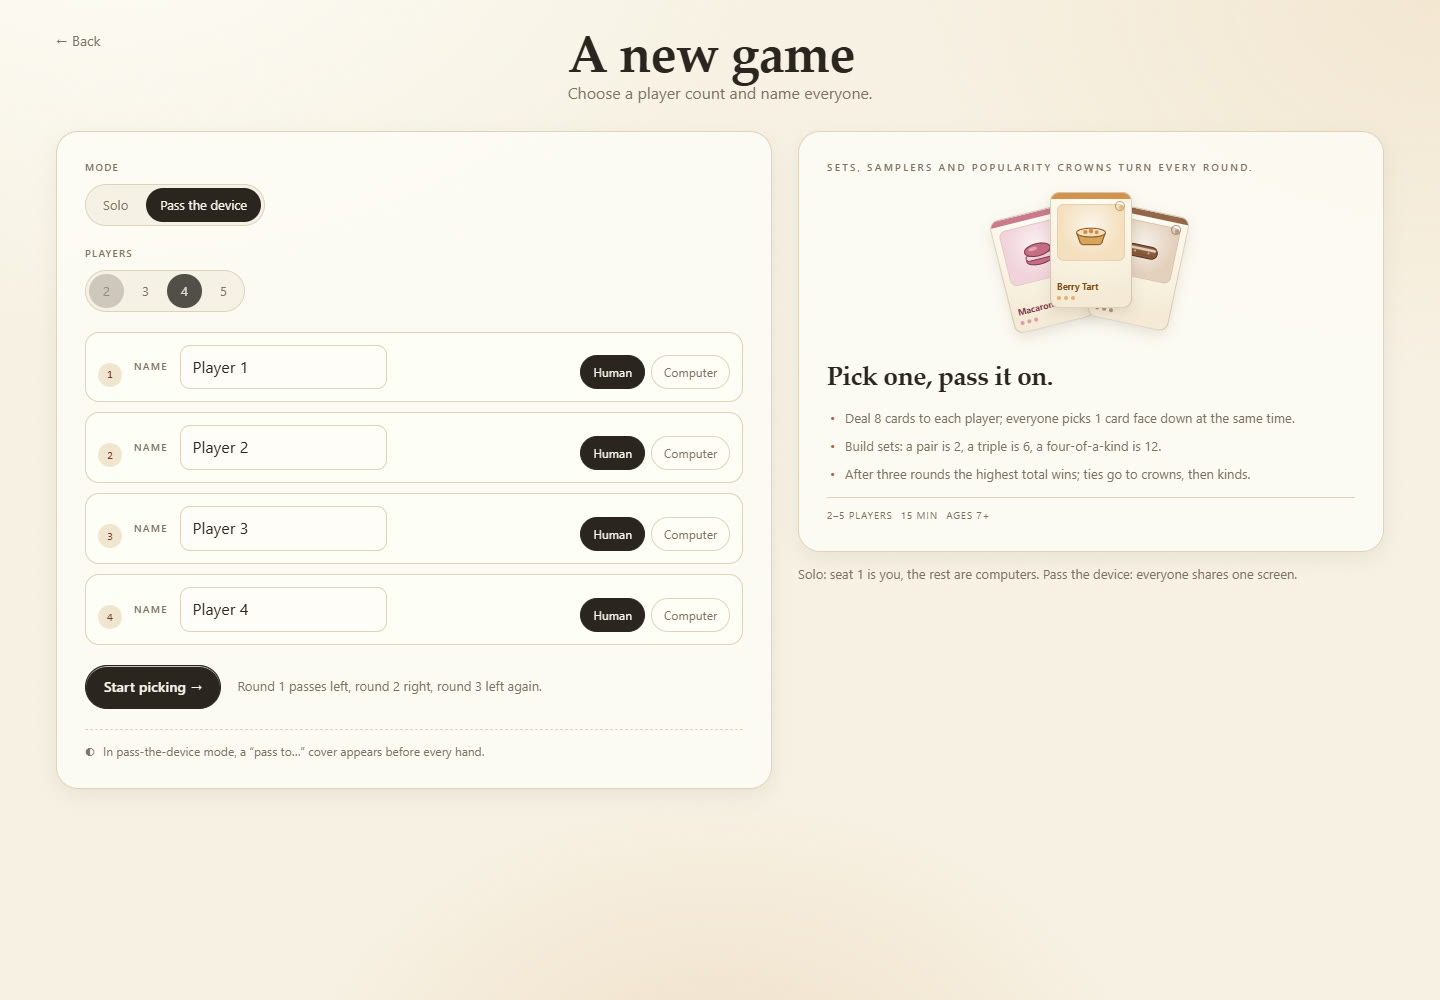 ← Back
A new game
Choose a player count and name everyone.
MODE
Solo Pass the device
PLAYERS
2 3 4 5
1 NAME Player 1 Human Computer
2 NAME Player 2 Human Computer
3 NAME Player 3 Human Computer
4 NAME Player 4 Human Computer
Start picking → Round 1 passes left, round 2 right, round 3 left again.
◐ In pass-the-device mode, a “pass to…” cover appears before every hand.
SETS, SAMPLERS AND POPULARITY CROWNS TURN EVERY ROUND.
Macaron
Berry Tart
Pick one, pass it on.
• Deal 8 cards to each player; everyone picks 1 card face down at the same time.
• Build sets: a pair is 2, a triple is 6, a four-of-a-kind is 12.
• After three rounds the highest total wins; ties go to crowns, then kinds.
2–5 PLAYERS 15 MIN AGES 7+
Solo: seat 1 is you, the rest are computers. Pass the device: everyone shares one screen.